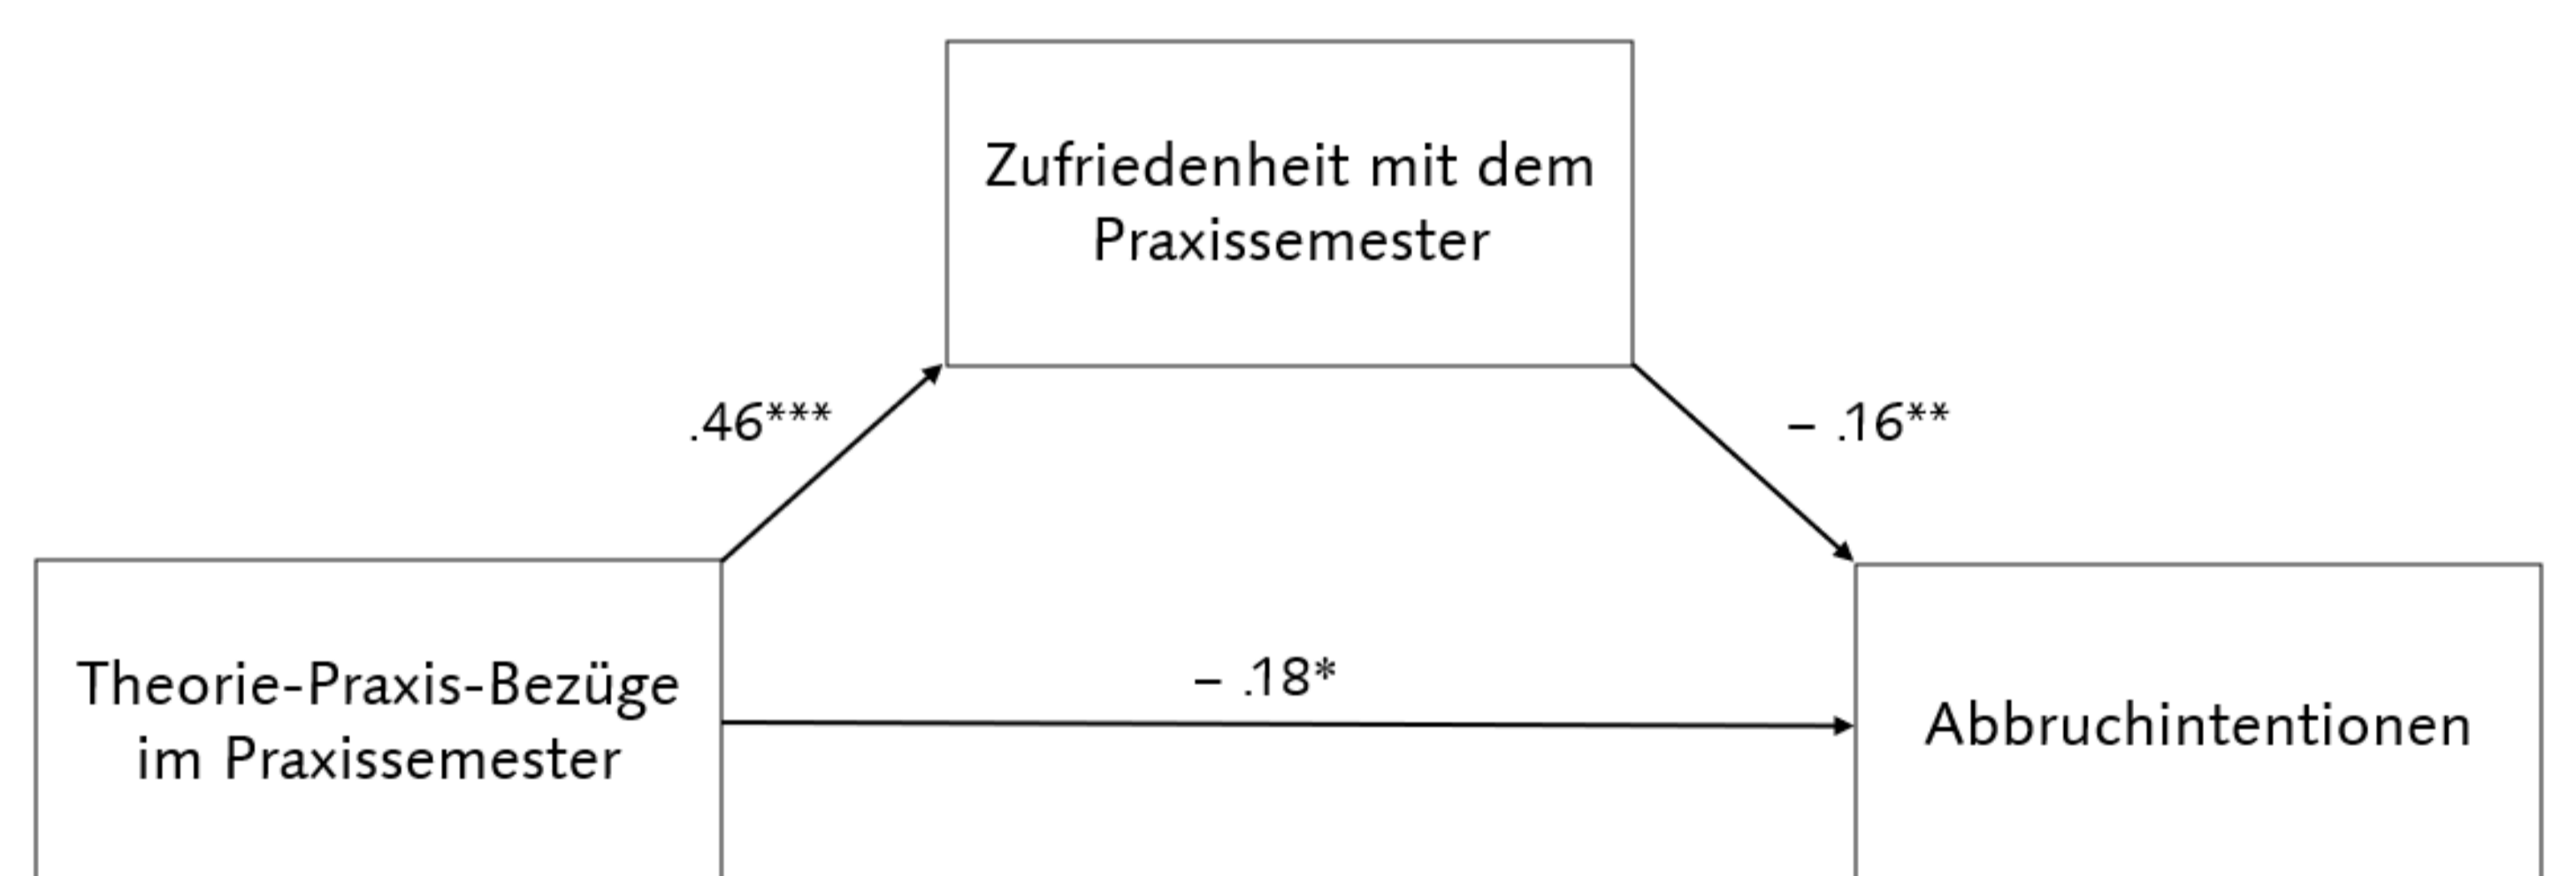 Zufriedenheit mit dem
Praxissemester
.46***
– .16**
Theorie-Praxis-Bezüge
im Praxissemester
– .18*
Abbruchintentionen